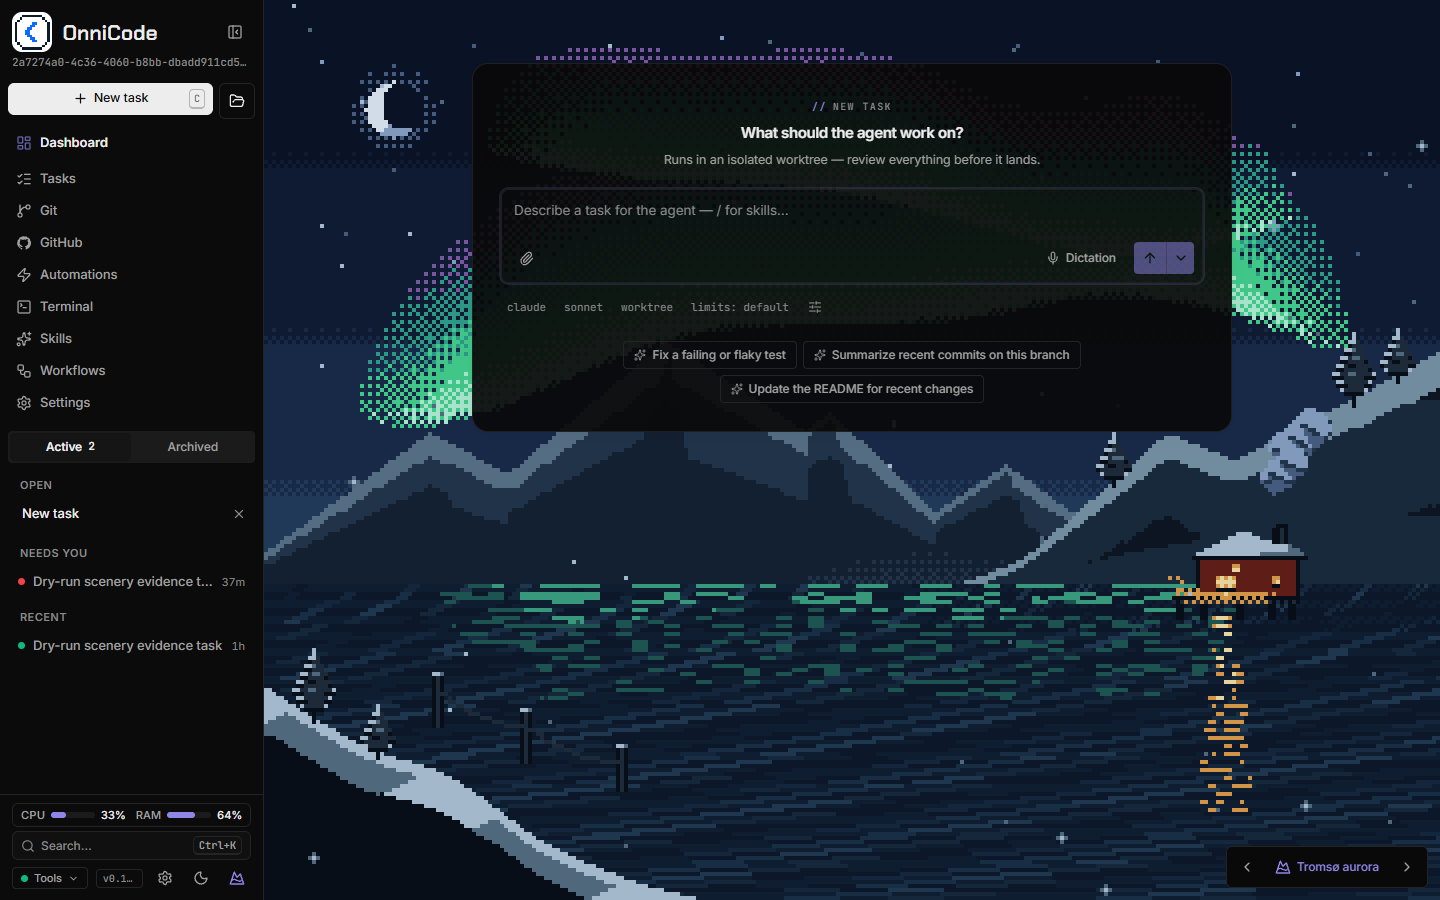 OnniCode
2a7274a0-4c36-4060-b8bb-dbadd911cd5…
New task C
Dashboard
Tasks
Git
GitHub
Automations
Terminal
Skills
Workflows
Settings
Active 2 Archived
OPEN
New task
NEEDS YOU
Dry-run scenery evidence t… 37m
RECENT
Dry-run scenery evidence task 1h
CPU 33% RAM 64%
Search... Ctrl+K
Tools v0.1…
// NEW TASK
What should the agent work on?
Runs in an isolated worktree — review everything before it lands.
Describe a task for the agent — / for skills...
Dictation
claude sonnet worktree limits: default
Fix a failing or flaky test Summarize recent commits on this branch
Update the README for recent changes
Tromsø aurora